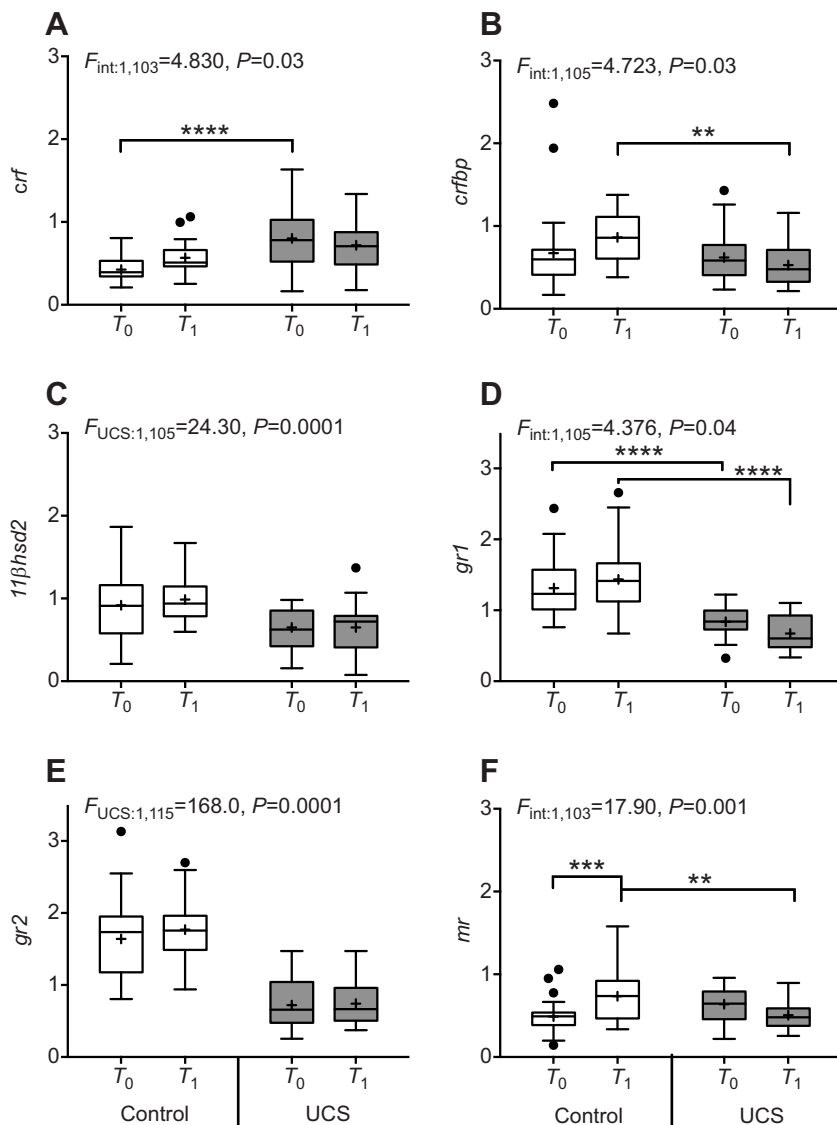 A
F int:1,103=4.830, P=0.03
3
2
1
0
crf
****
T0 T1 T0 T1
B
F int:1,105=4.723, P=0.03
3
2
1
0
crfbp
**
T0 T1 T0 T1
C
F UCS:1,105=24.30, P=0.0001
3
2
1
0
11βhsd2
T0 T1 T0 T1
D
F int:1,105=4.376, P=0.04
3
2
1
0
gr1
****
****
T0 T1 T0 T1
E
F UCS:1,115=168.0, P=0.0001
3
2
1
0
gr2
T0 T1 T0 T1
Control UCS
F
F int:1,103=17.90, P=0.001
3
2
1
0
mr
***
**
T0 T1 T0 T1
Control UCS